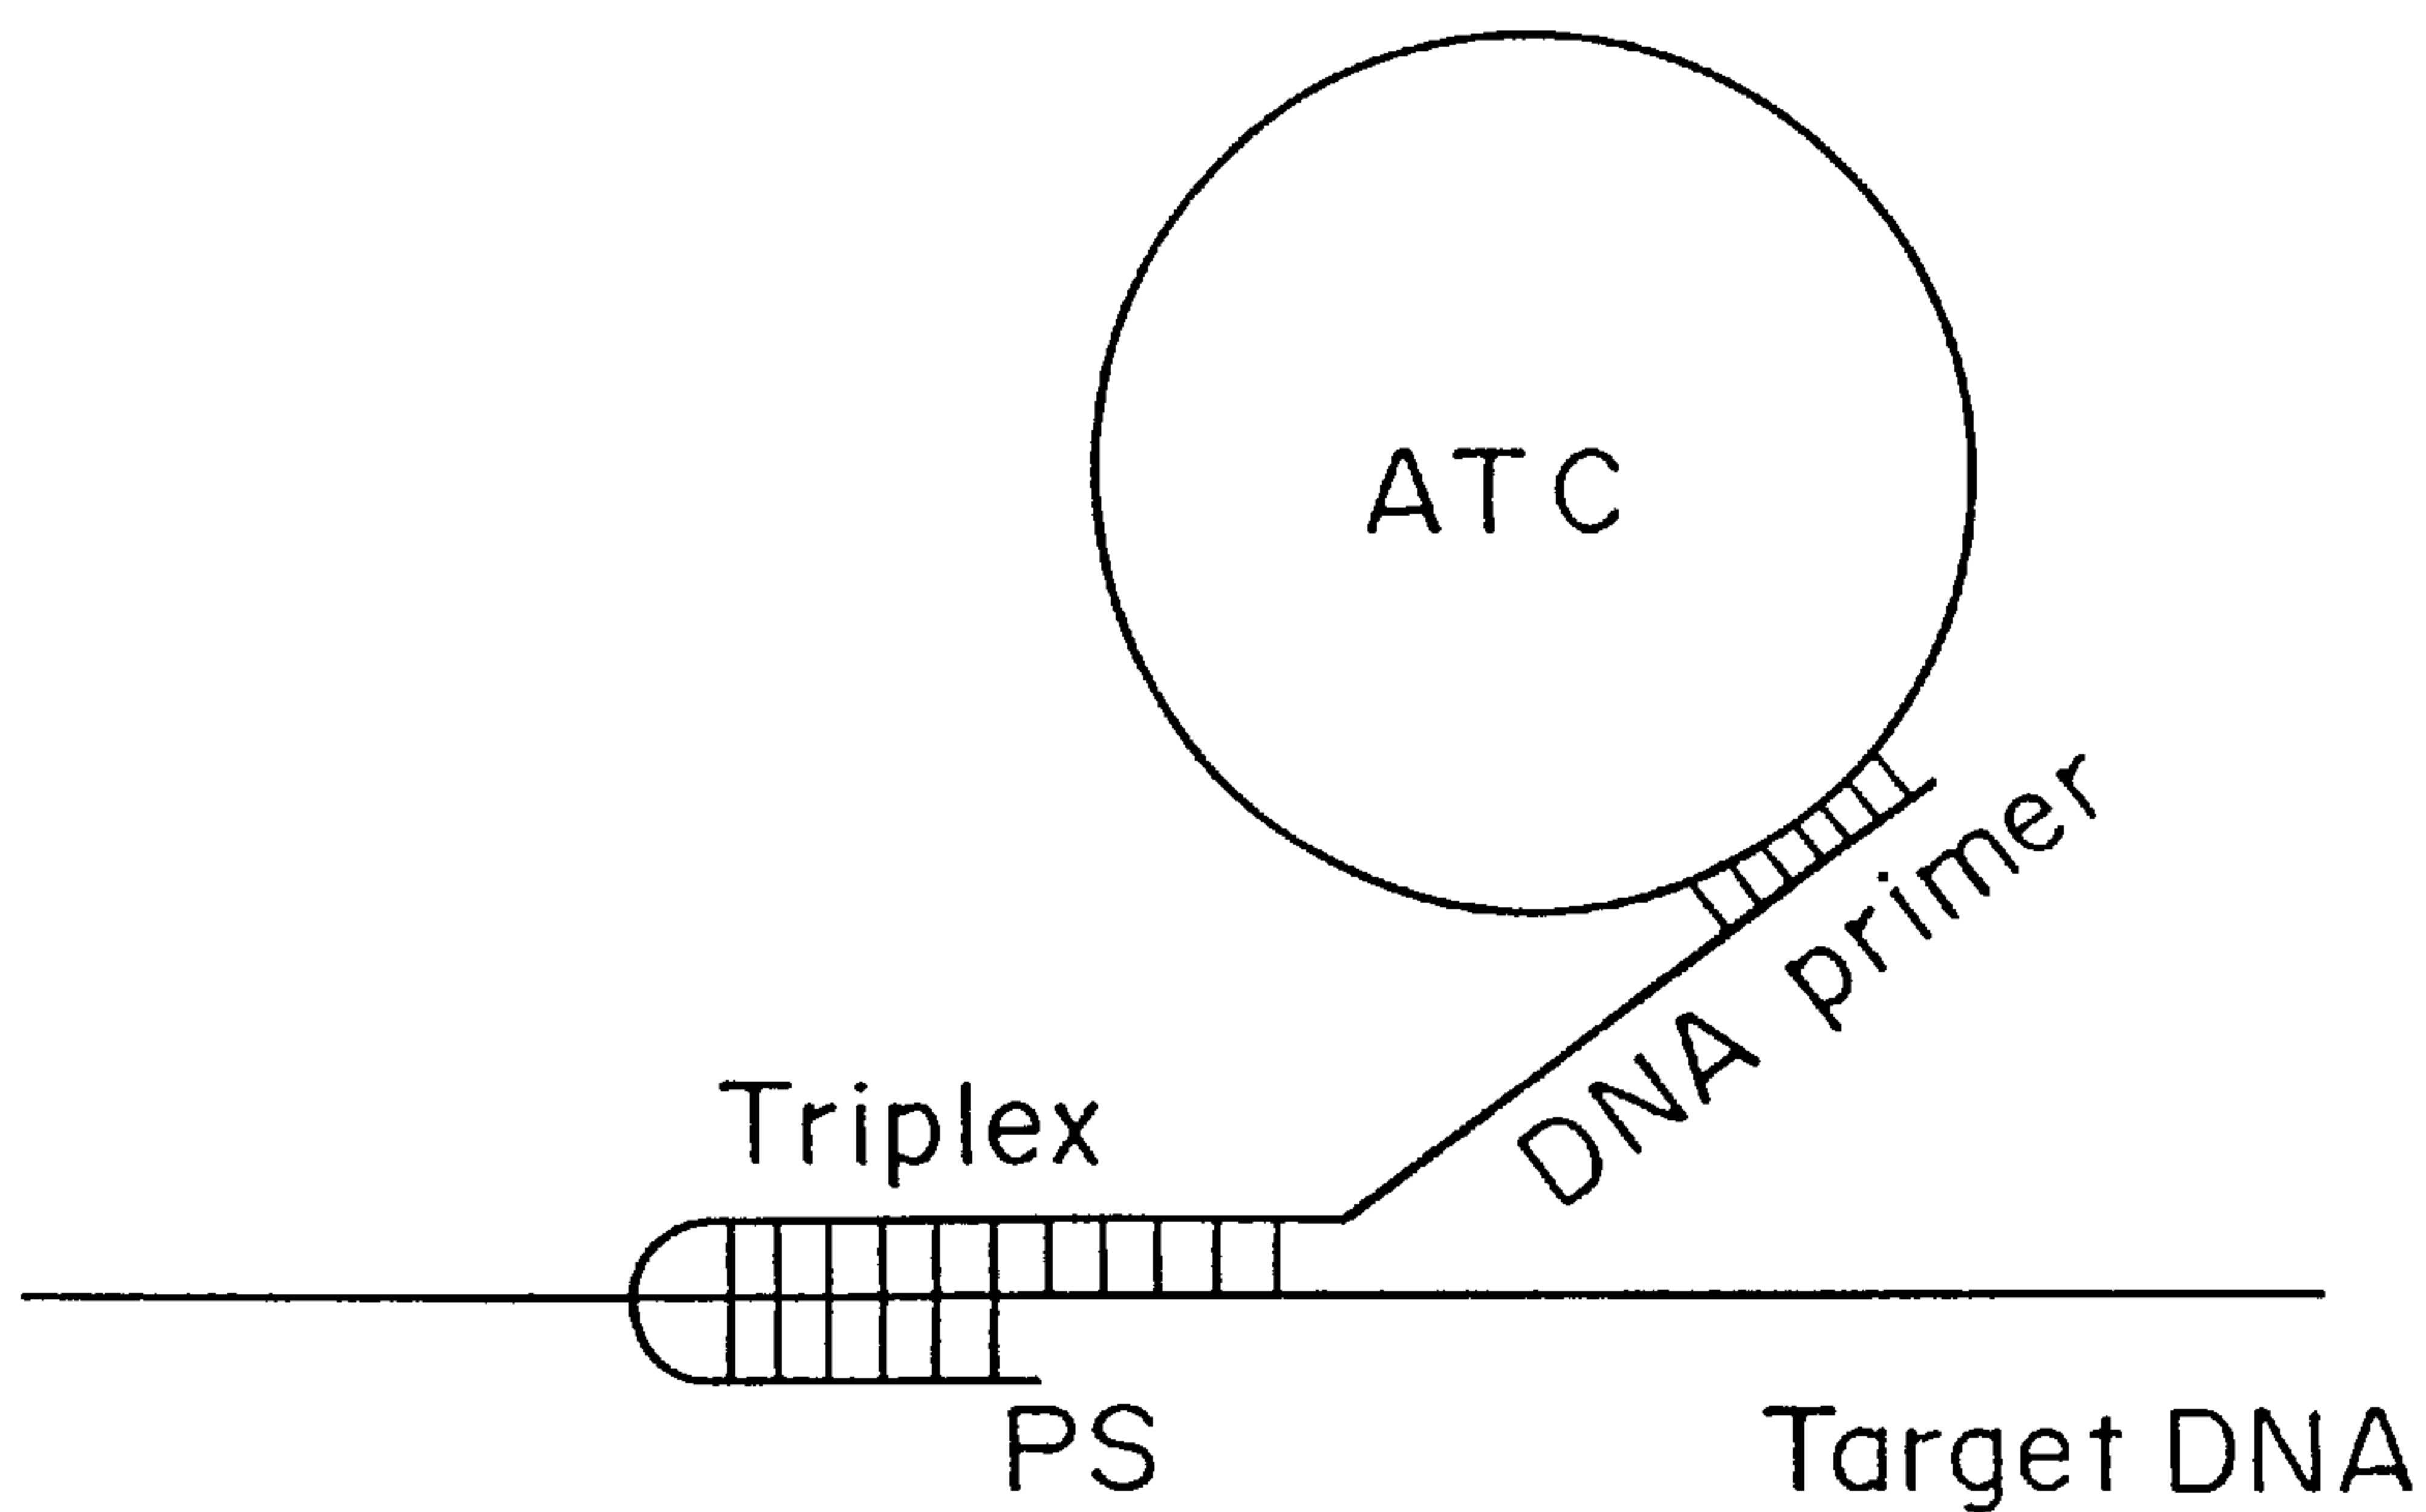 ATC
DNA primer
Triplex
PS
Target DNA